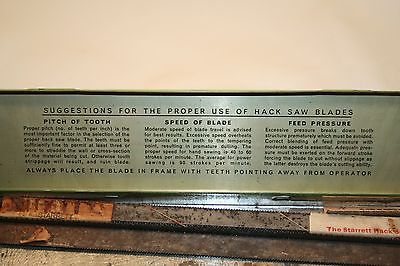 SUGGESTIONS FOR THE PROPER USE OF HACK SAW BLADES
PITCH OF TOOTH
Proper pitch (no. of teeth per inch) is the
most important factor in the selection of the
proper hack saw blade. The teeth must be
sufficiently fine to permit at least three or
more to straddle the wall or cross-section
of the material being cut. Otherwise tooth
strippage will result, and ruin blade.
SPEED OF BLADE
Moderate speed of blade travel is advised
for best results. Excessive speed overheats
the points of the teeth to the tempering
point, resulting in premature cutting. The
proper speed for hand sawing is 40 to 60
strokes per minute. The average for power
sawing is 90 strokes per minute.
FEED PRESSURE
Excessive pressure breaks down tooth
structure prematurely which must be avoided.
Correct blending of feed pressure with
moderate speed is essential. Adequate pres-
sure must be exerted on the forward stroke
forcing the blade to cut without slippage as
the latter destroys the blade's cutting ability.
ALWAYS PLACE THE BLADE IN FRAME WITH TEETH POINTING AWAY FROM OPERATOR
The Starrett Hack S